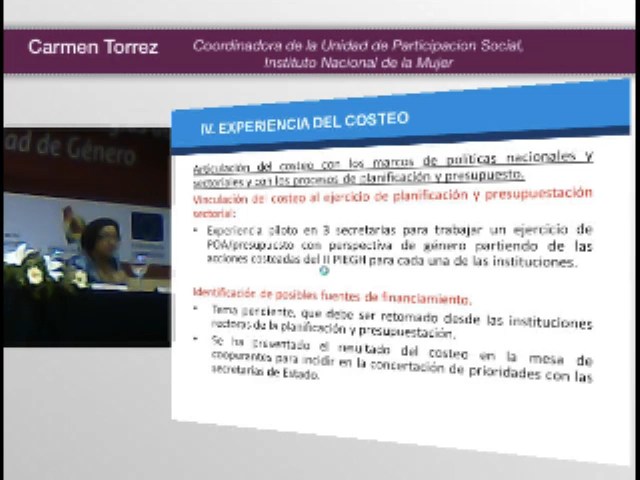 Carmen Torrez
Coordinadora de la Unidad de Participacion Social,
Instituto Nacional de la Mujer
ad de Género
IV. EXPERIENCIA DEL COSTEO
Articulación del costeo con los marcos de políticas nacionales y
sectoriales y con los procesos de planificación y presupuesto.
Vinculación del costeo al ejercicio de planificación y presupuestación
sectorial:
• Experiencia piloto en 3 secretarías para trabajar un ejercicio de
POA/presupuesto con perspectiva de género partiendo de las
acciones costeadas del II PIEGH para cada una de las instituciones.
Identificación de posibles fuentes de financiamiento.
• Tema pendiente, que debe ser retomado desde las instituciones
rectoras de la planificación y presupuestación.
• Se ha presentado el resultado del costeo en la mesa de
cooperantes para incidir en la concertación de prioridades con las
secretarías de Estado.